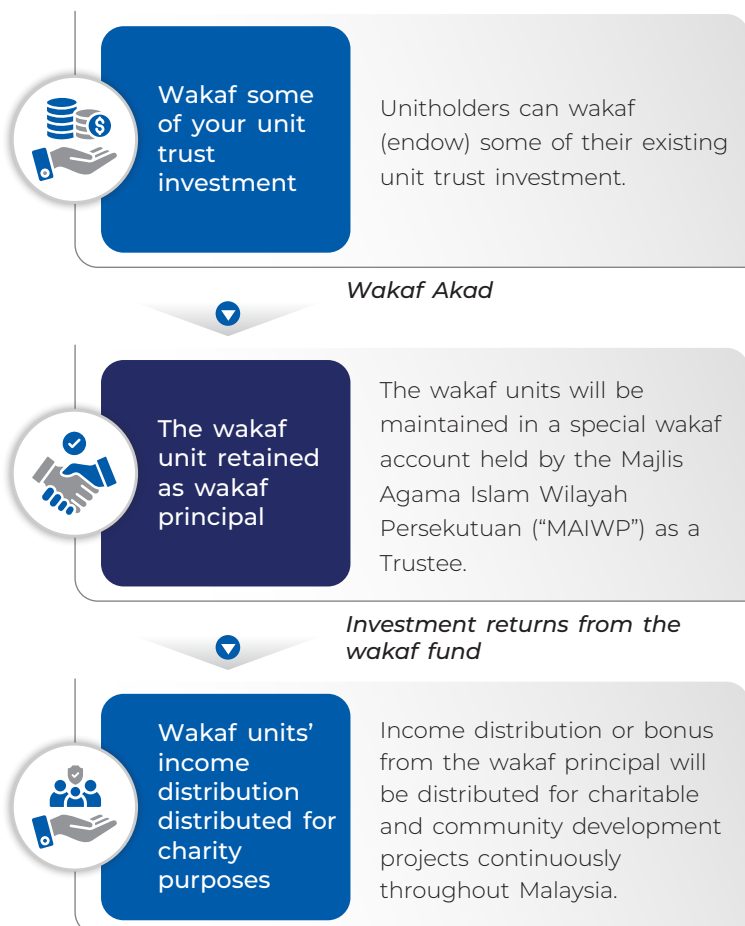 Wakaf some
of your unit
trust
investment
Unitholders can wakaf
(endow) some of their existing
unit trust investment.
Wakaf Akad
The wakaf
unit retained
as wakaf
principal
The wakaf units will be
maintained in a special wakaf
account held by the Majlis
Agama Islam Wilayah
Persekutuan (“MAIWP”) as a
Trustee.
Investment returns from the
wakaf fund
Wakaf units’
income
distribution
distributed for
charity
purposes
Income distribution or bonus
from the wakaf principal will
be distributed for charitable
and community development
projects continuously
throughout Malaysia.